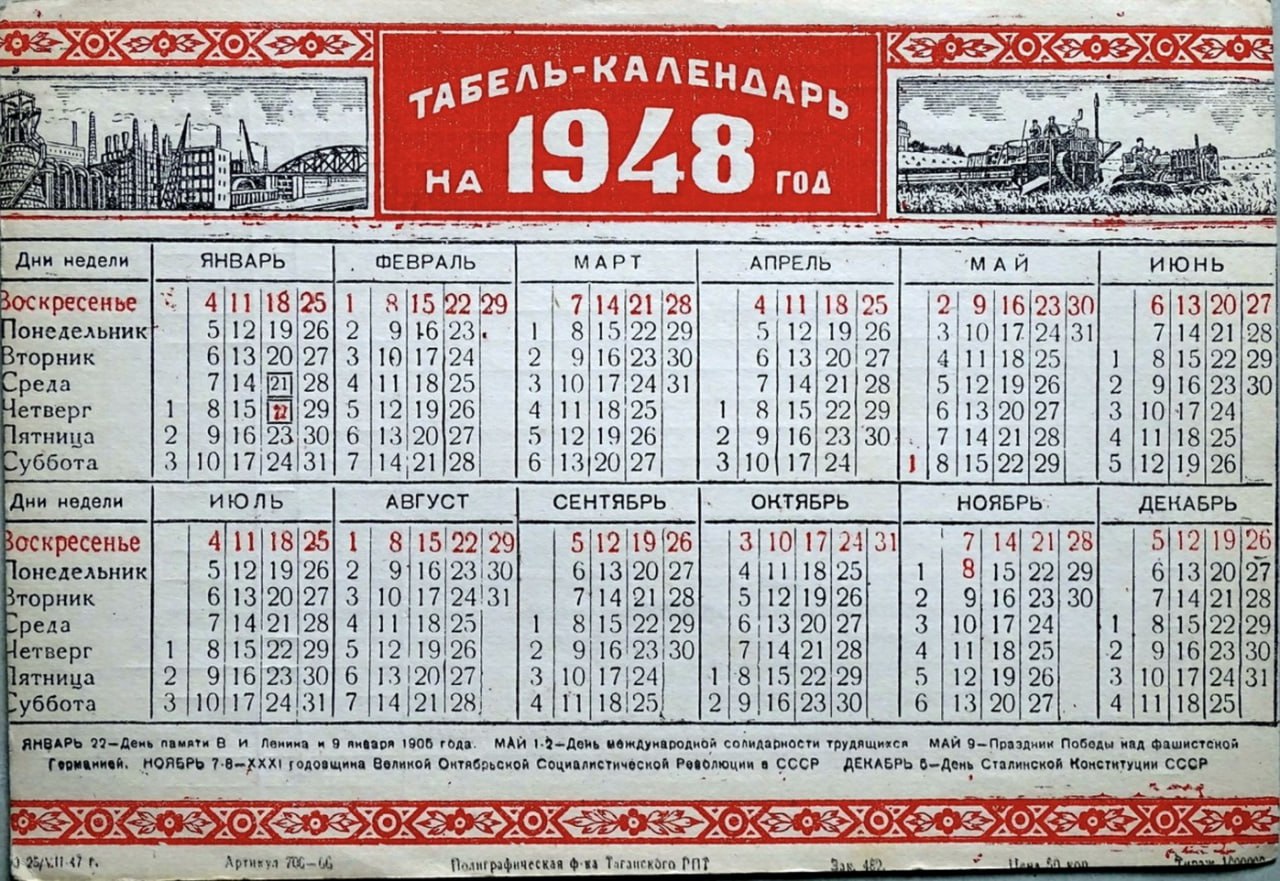 ТАБЕЛЬ-КАЛЕНДАРЬ
НА 1948 ГОД
Дни недели ЯНВАРЬ ФЕВРАЛЬ МАРТ АПРЕЛЬ МАЙ ИЮНЬ
Воскресенье 4 11 18 25 1 8 15 22 29 7 14 21 28 4 11 18 25 2 9 16 23 30 6 13 20 27
Понедельник 5 12 19 26 2 9 16 23 1 8 15 22 29 5 12 19 26 3 10 17 24 31 7 14 21 28
Вторник 6 13 20 27 3 10 17 24 2 9 16 23 30 6 13 20 27 4 11 18 25 1 8 15 22 29
Среда 7 14 21 28 4 11 18 25 3 10 17 24 31 7 14 21 28 5 12 19 26 2 9 16 23 30
Четверг 1 8 15 22 29 5 12 19 26 4 11 18 25 1 8 15 22 29 6 13 20 27 3 10 17 24
Пятница 2 9 16 23 30 6 13 20 27 5 12 19 26 2 9 16 23 30 7 14 21 28 4 11 18 25
Суббота 3 10 17 24 31 7 14 21 28 6 13 20 27 3 10 17 24 1 8 15 22 29 5 12 19 26
Дни недели ИЮЛЬ АВГУСТ СЕНТЯБРЬ ОКТЯБРЬ НОЯБРЬ ДЕКАБРЬ
Воскресенье 4 11 18 25 1 8 15 22 29 5 12 19 26 3 10 17 24 31 7 14 21 28 5 12 19 26
Понедельник 5 12 19 26 2 9 16 23 30 6 13 20 27 4 11 18 25 1 8 15 22 29 6 13 20 27
Вторник 6 13 20 27 3 10 17 24 31 7 14 21 28 5 12 19 26 2 9 16 23 30 7 14 21 28
Среда 7 14 21 28 4 11 18 25 1 8 15 22 29 6 13 20 27 3 10 17 24 1 8 15 22 29
Четверг 1 8 15 22 29 5 12 19 26 2 9 16 23 30 7 14 21 28 4 11 18 25 2 9 16 23 30
Пятница 2 9 16 23 30 6 13 20 27 3 10 17 24 1 8 15 22 29 5 12 19 26 3 10 17 24 31
Суббота 3 10 17 24 31 7 14 21 28 4 11 18 25 2 9 16 23 30 6 13 20 27 4 11 18 25
ЯНВАРЬ 22—День памяти В И Ленина и 9 января 1905 года. МАЙ 1-2—День международной солидарности трудящихся МАЙ 9—Праздник Победы над фашистской
Германией. НОЯБРЬ 7-8—XXXI годовщина Великой Октябрьской Социалистической Революции в СССР ДЕКАБРЬ 5—День Сталинской Конституции СССР
25/XII-47 г. Артикул 706—66 Полиграфическая ф-ка Таганского РПТ Зак. 482 Цена 50 коп. Тираж